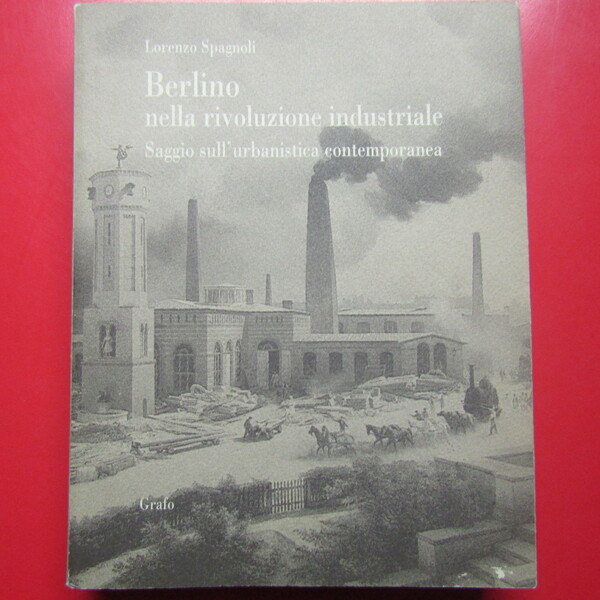 Lorenzo Spagnoli
Berlino
nella rivoluzione industriale
Saggio sull'urbanistica contemporanea
Grafo